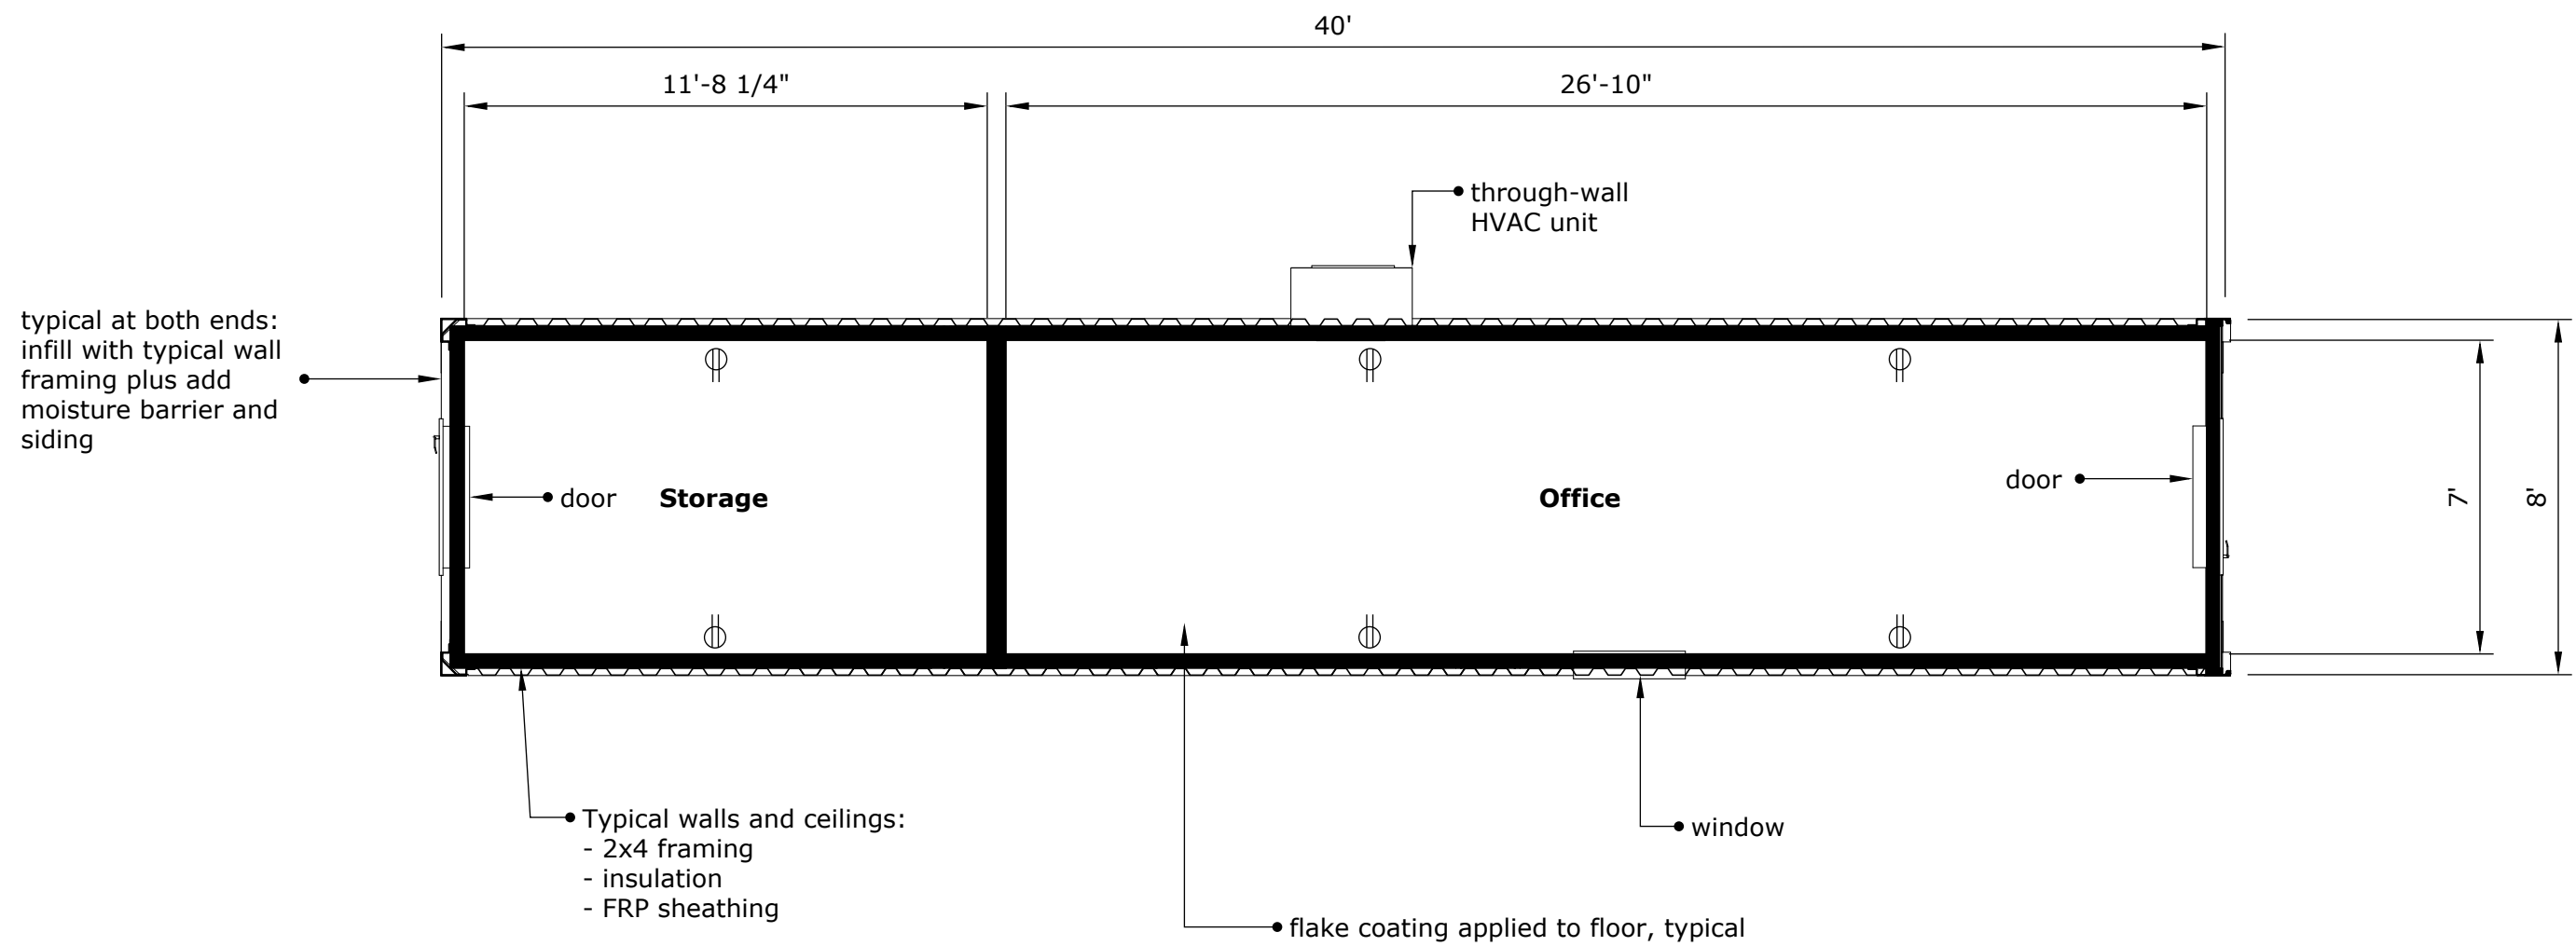 40'
11'-8 1/4"
26'-10"
through-wall
HVAC unit
typical at both ends:
infill with typical wall
framing plus add
moisture barrier and
siding
door
Storage
Office
door
7'
8'
Typical walls and ceilings:
- 2x4 framing
- insulation
- FRP sheathing
window
flake coating applied to floor, typical